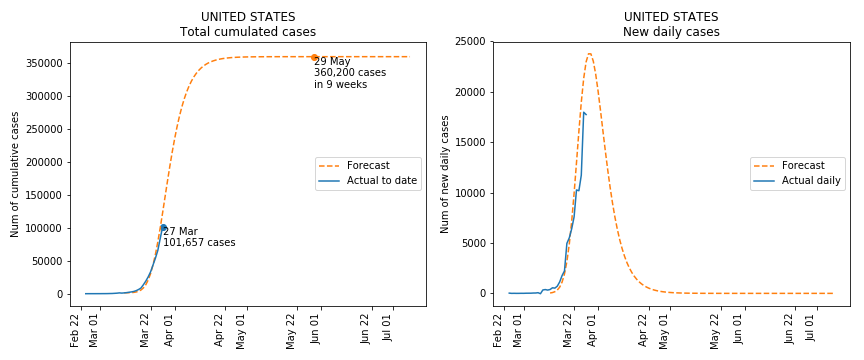 UNITED STATES
Total cumulated cases
Num of cumulative cases
350000
300000
250000
200000
150000
100000
50000
0
29 May
360,200 cases
in 9 weeks
Forecast
Actual to date
27 Mar
101,657 cases
Feb 22
Mar 01
Mar 22
Apr 01
Apr 22
May 01
May 22
Jun 01
Jun 22
Jul 01
UNITED STATES
New daily cases
Num of new daily cases
25000
20000
15000
10000
5000
0
Forecast
Actual daily
Feb 22
Mar 01
Mar 22
Apr 01
Apr 22
May 01
May 22
Jun 01
Jun 22
Jul 01